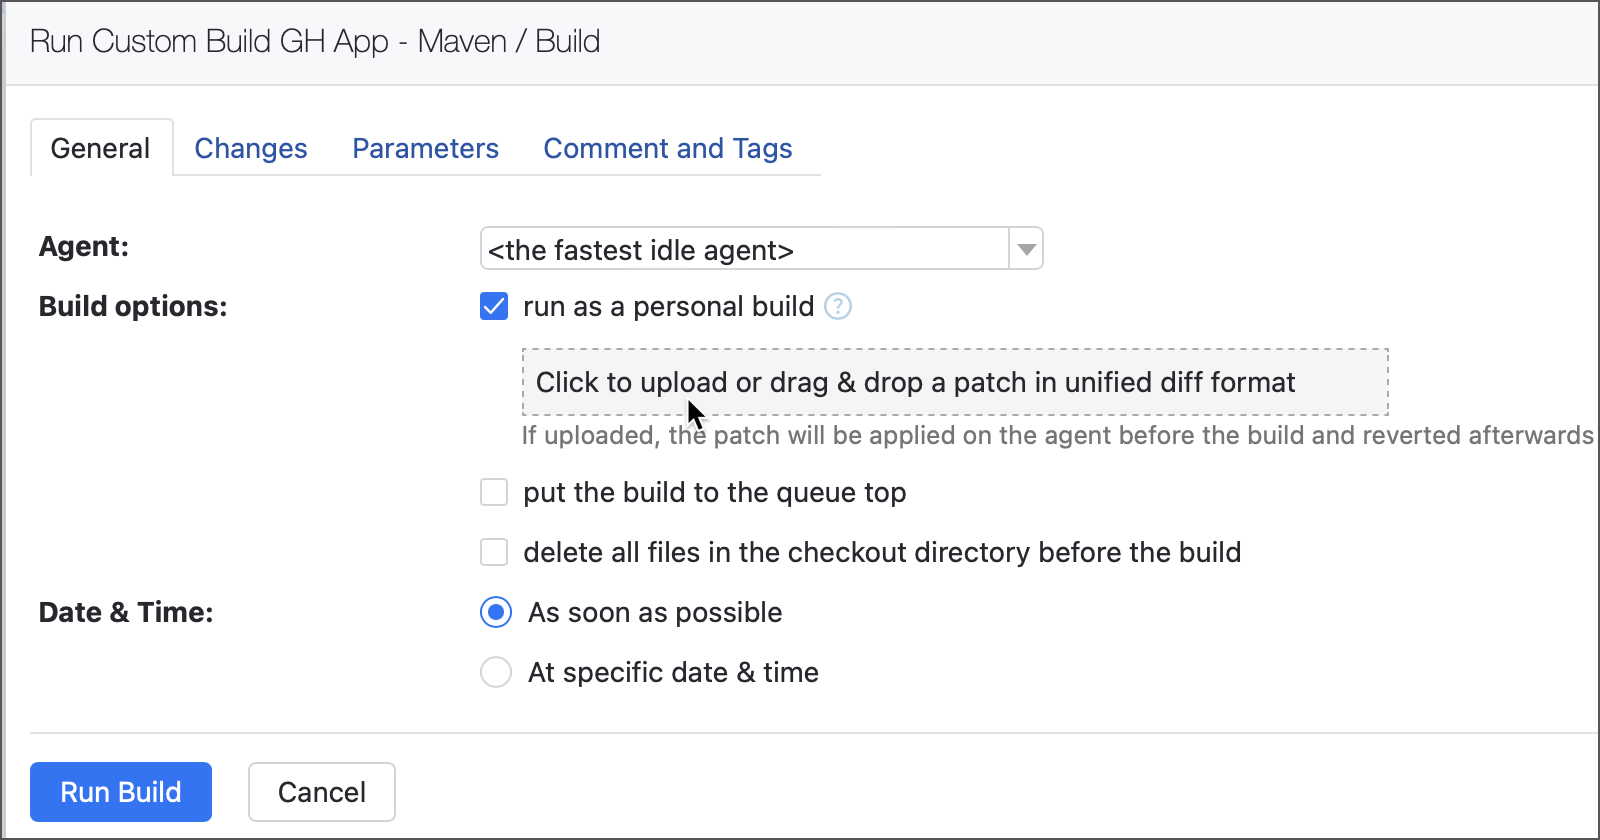 Run Custom Build GH App - Maven / Build
General Changes Parameters Comment and Tags
Agent: <the fastest idle agent>
Build options: run as a personal build ?
Click to upload or drag & drop a patch in unified diff format
If uploaded, the patch will be applied on the agent before the build and reverted afterwards
put the build to the queue top
delete all files in the checkout directory before the build
Date & Time: As soon as possible
At specific date & time
Run Build Cancel